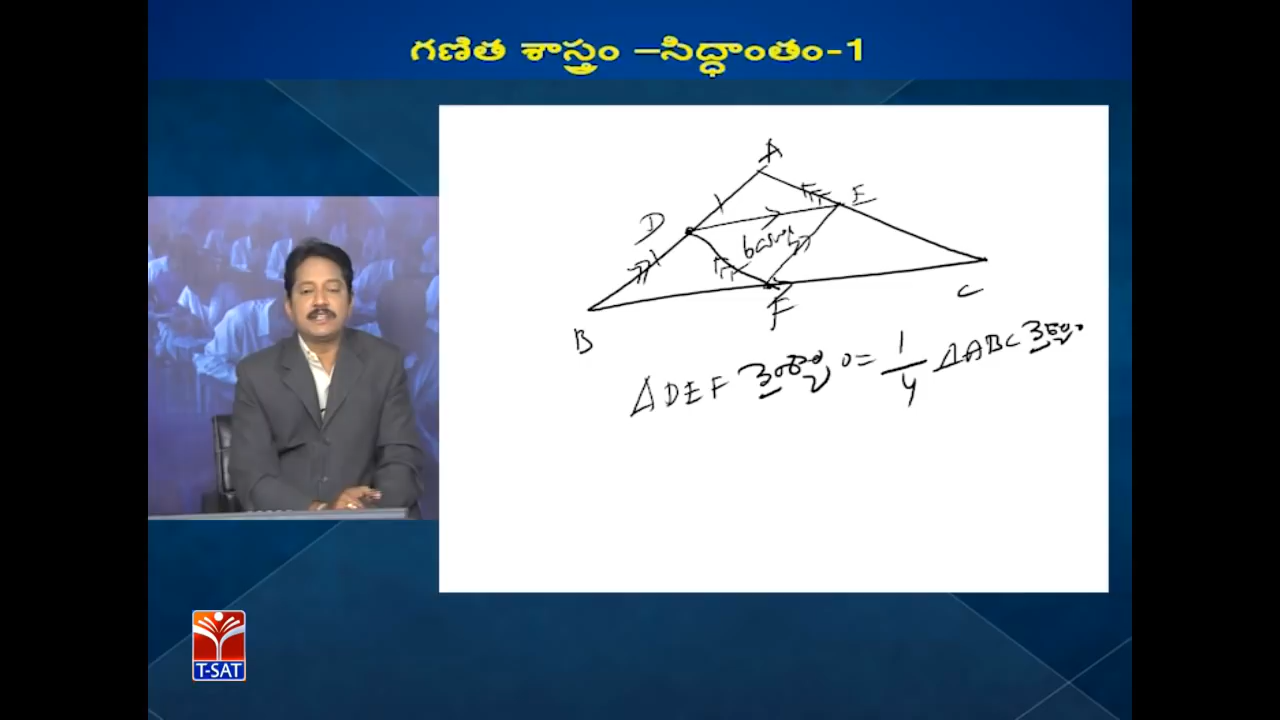 గణిత శాస్త్రం –సిద్ధాంతం-1
A
D
E
B
F
C
ΔDEF వైశాల్యం = 1/4 ΔABC వైశాల్యం
T-SAT